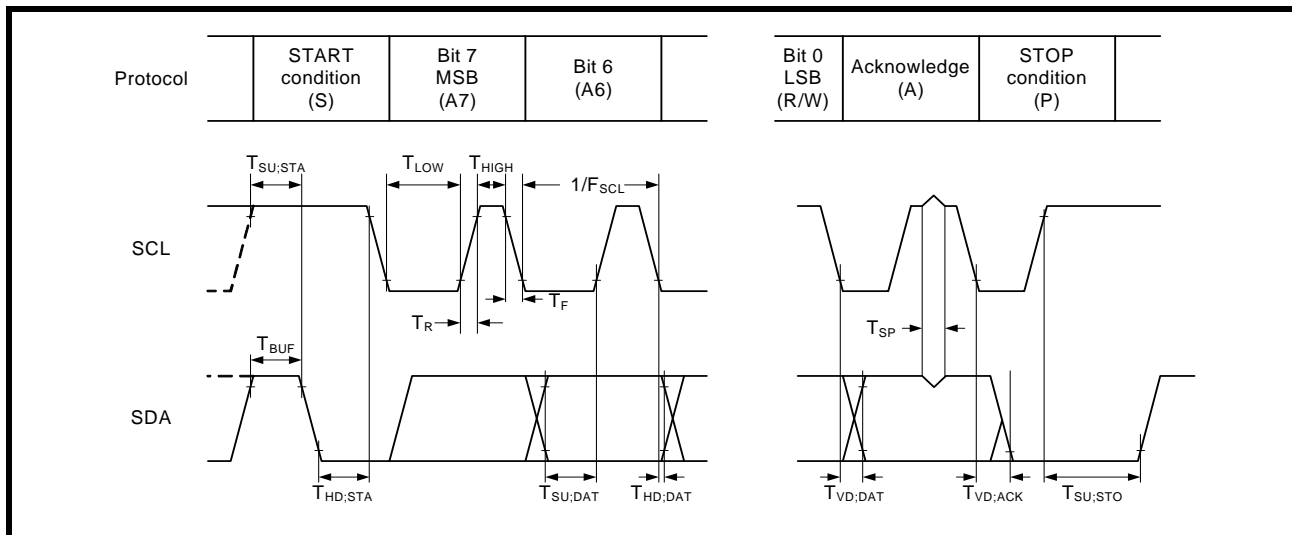 Protocol
START
condition
(S)
Bit 7
MSB
(A7)
Bit 6
(A6)
Bit 0
LSB
(R/W)
Acknowledge
(A)
STOP
condition
(P)
TSU;STA
TLOW
THIGH
1/FSCL
SCL
TR
TF
TSP
TBUF
SDA
THD;STA
TSU;DAT
THD;DAT
TVD;DAT
TVD;ACK
TSU;STO